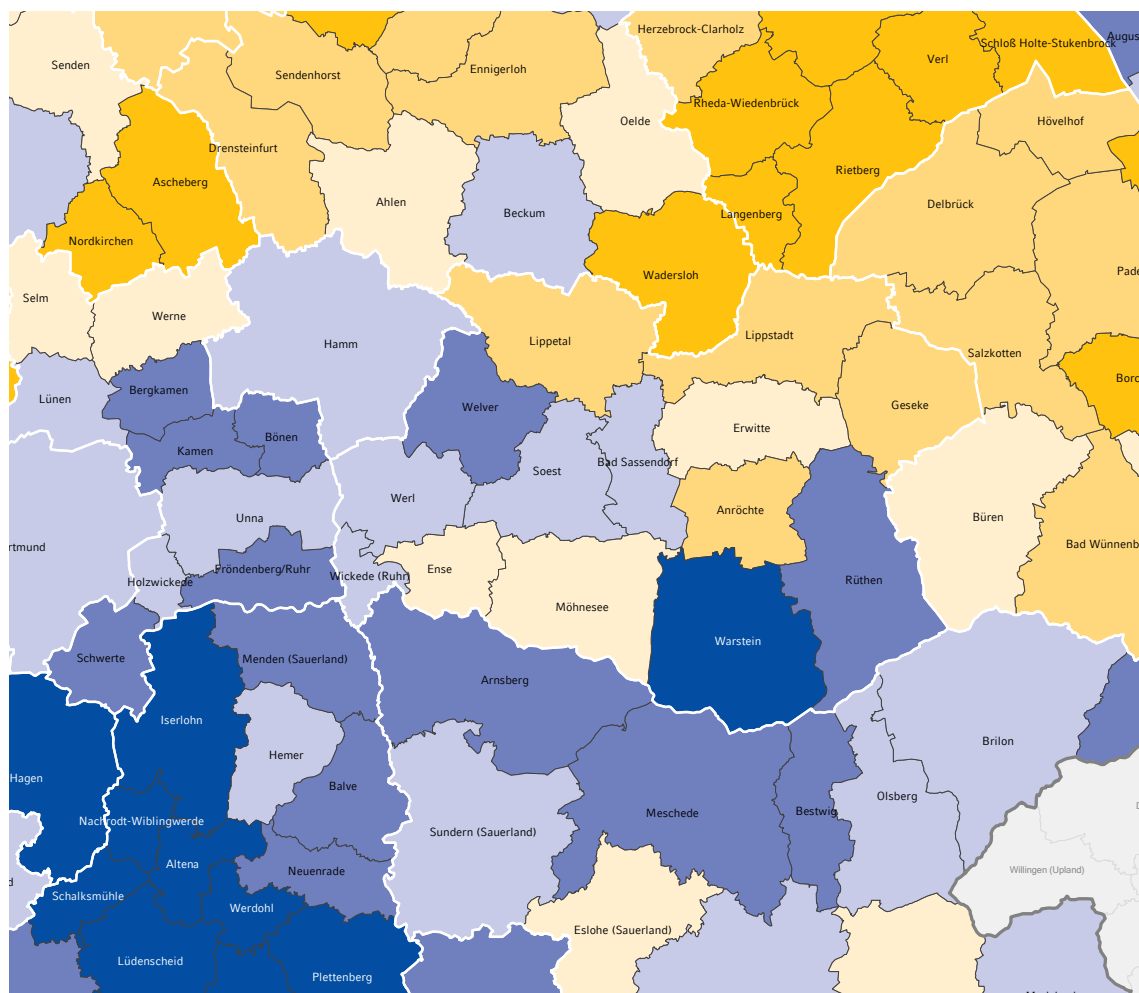 Herzebrock-Clarholz
Schloß Holte-Stukenbrock
Augus
Verl
Senden
Sendenhorst
Ennigerloh
Rheda-Wiedenbrück
Oelde
Hövelhof
Drensteinfurt
Rietberg
Ascheberg
Ahlen
Delbrück
Beckum
Langenberg
Nordkirchen
Wadersloh
Pade
Selm
Werne
Lippstadt
Hamm
Lippetal
Salzkotten
Borc
Bergkamen
Lünen
Welver
Geseke
Erwitte
Bönen
Kamen
Bad Sassendorf
Soest
Werl
Anröchte
Unna
Büren
rtmund
Bad Wünnenb
Fröndenberg/Ruhr
Ense
Wickede (Ruhr)
Holzwickede
Rüthen
Möhnesee
Warstein
Schwerte
Menden (Sauerland)
Arnsberg
Iserlohn
Brilon
Hemer
Hagen
Balve
Olsberg
Meschede
Bestwig
Nachrodt-Wiblingwerde
Sundern (Sauerland)
Altena
Neuenrade
Willingen (Upland)
d
Schalksmühle
Werdohl
Eslohe (Sauerland)
Lüdenscheid
Plettenberg